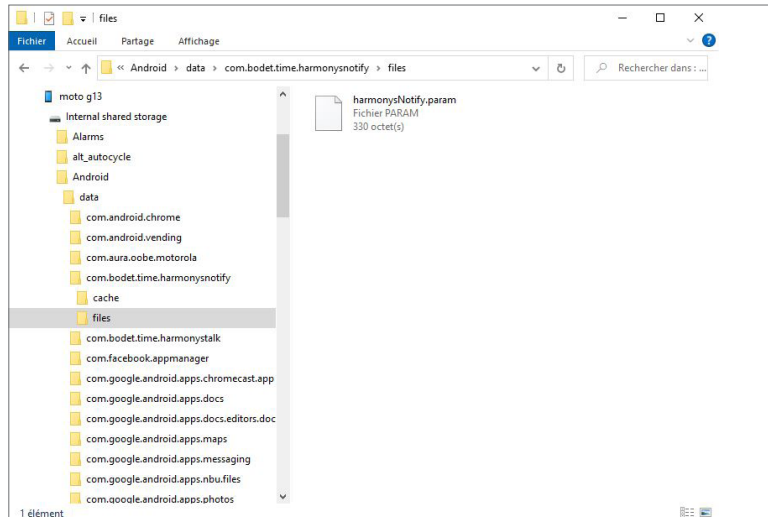 files
Fichier Accueil Partage Affichage
« Android > data > com.bodet.time.harmonysnotify > files
Rechercher dans : ...
moto g13
Internal shared storage
Alarms
alt_autocycle
Android
data
com.android.chrome
com.android.vending
com.aura.oobe.motorola
com.bodet.time.harmonysnotify
cache
files
com.bodet.time.harmonystalk
com.facebook.appmanager
com.google.android.apps.chromecast.app
com.google.android.apps.docs
com.google.android.apps.docs.editors.doc
com.google.android.apps.maps
com.google.android.apps.messaging
com.google.android.apps.nbu.files
com.google.android.apps.photos
harmonysNotify.param
Fichier PARAM
330 octet(s)
1 élément